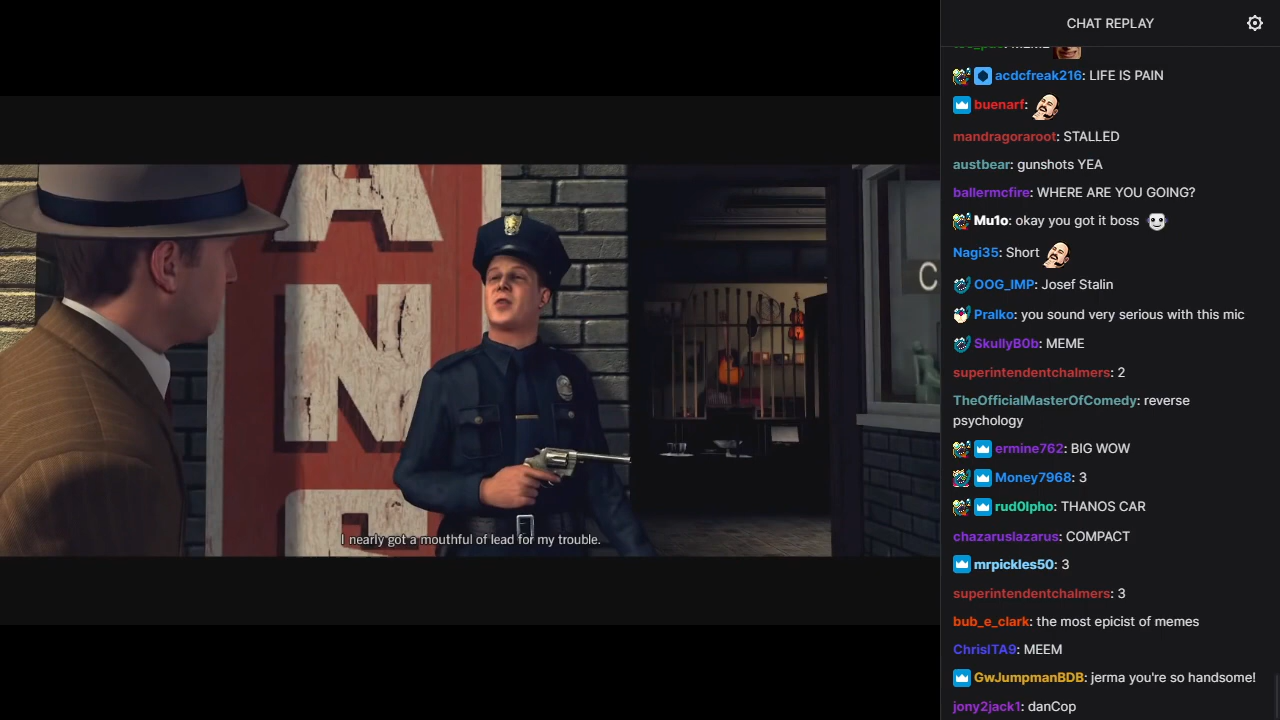 AN
C
I nearly got a mouthful of lead for my trouble.
CHAT REPLAY
acdcfreak216: LIFE IS PAIN
buenarf:
mandragoraroot: STALLED
austbear: gunshots YEA
ballermcfire: WHERE ARE YOU GOING?
Mu1o: okay you got it boss
Nagi35: Short
OOG_IMP: Josef Stalin
Pralko: you sound very serious with this mic
SkullyB0b: MEME
superintendentchalmers: 2
TheOfficialMasterOfComedy: reverse
psychology
ermine762: BIG WOW
Money7968: 3
rud0lpho: THANOS CAR
chazaruslazarus: COMPACT
mrpickles50: 3
superintendentchalmers: 3
bub_e_clark: the most epicist of memes
ChrisITA9: MEEM
GwJumpmanBDB: jerma you're so handsome!
jony2jack1: danCop